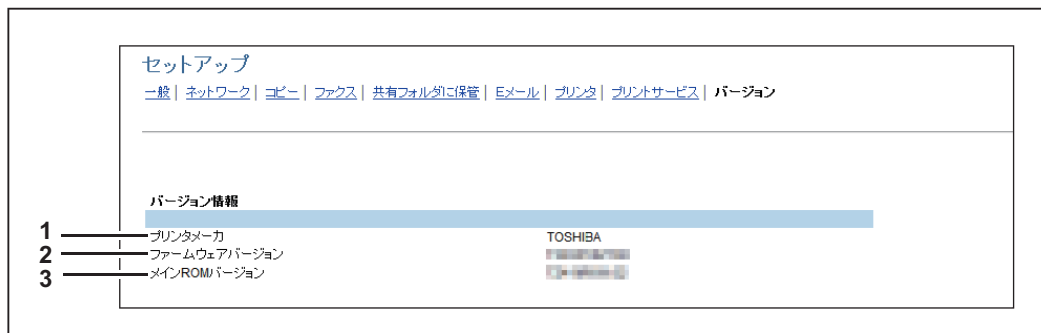 セットアップ
一般 | ネットワーク | コピー | ファクス | 共有フォルダに保管 | Eメール | プリンタ | プリントサービス | バージョン
バージョン情報
1 プリンタメーカ TOSHIBA
2 ファームウェアバージョン
3 メインROMバージョン